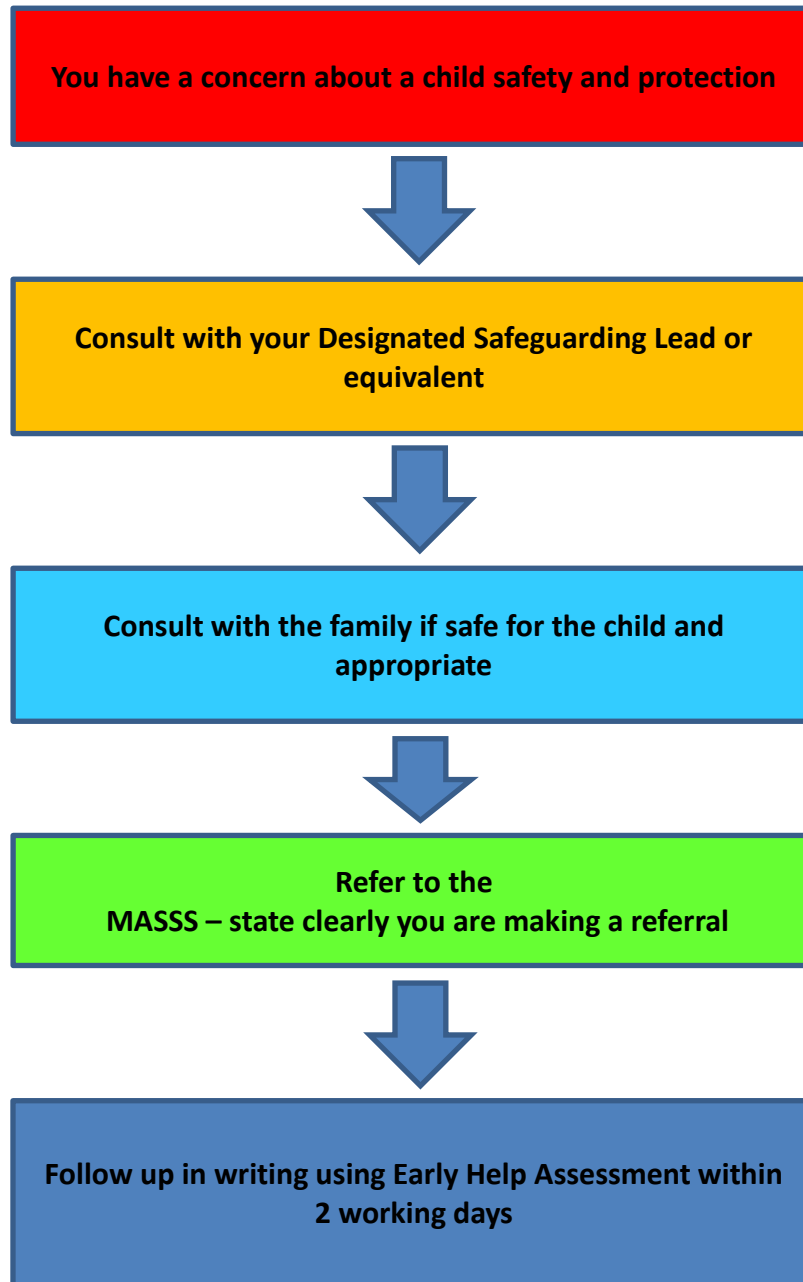 You have a concern about a child safety and protection
Consult with your Designated Safeguarding Lead or
equivalent
Consult with the family if safe for the child and
appropriate
Refer to the
MASSS – state clearly you are making a referral
Follow up in writing using Early Help Assessment within
2 working days